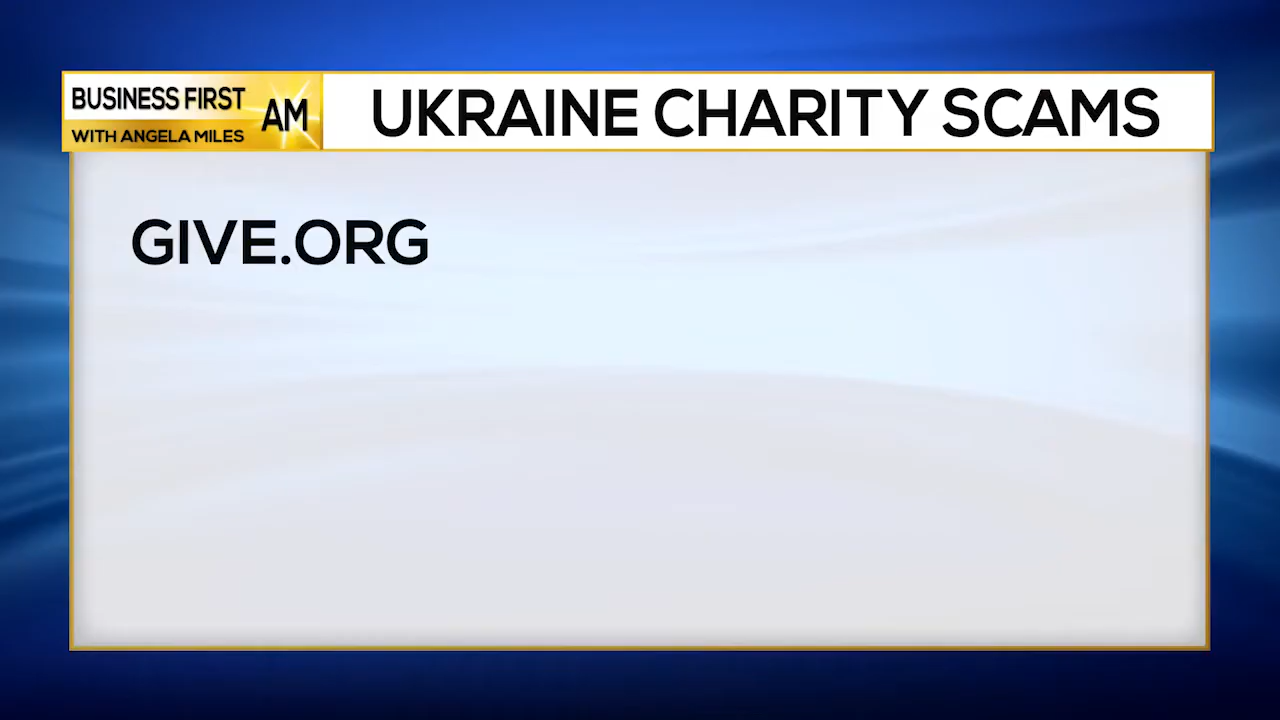 BUSINESS FIRST
WITH ANGELA MILES
AM
UKRAINE CHARITY SCAMS
GIVE.ORG